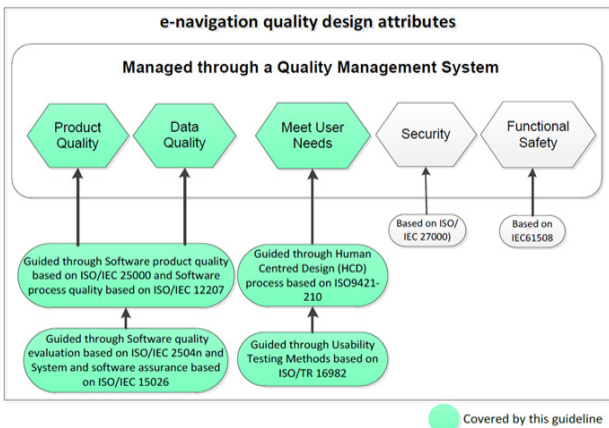 e-navigation quality design attributes
Managed through a Quality Management System
Product
Quality
Data
Quality
Meet User
Needs
Security
Functional
Safety
Based on ISO/
IEC 27000)
Based on
IEC61508
Guided through Software product quality
based on ISO/IEC 25000 and Software
process quality based on ISO/IEC 12207
Guided through Human
Centred Design (HCD)
process based on ISO9421-
210
Guided through Software quality
evaluation based on ISO/IEC 2504n and
System and software assurance based
on ISO/IEC 15026
Guided through Usability
Testing Methods based on
ISO/TR 16982
Covered by this guideline